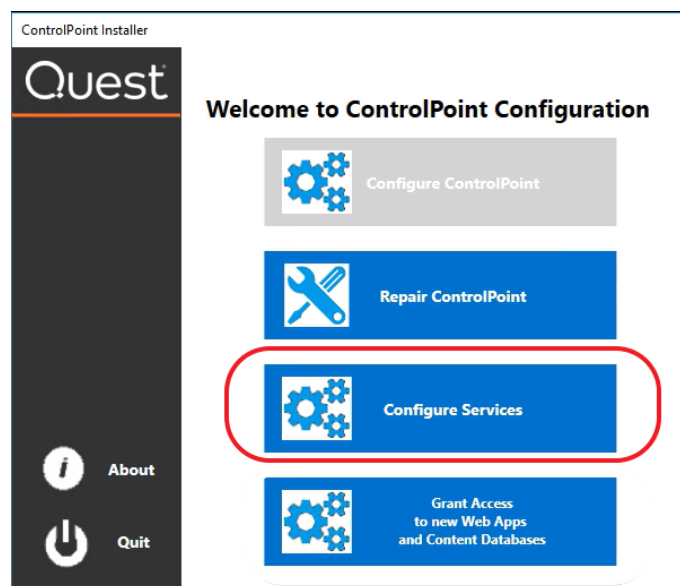 ControlPoint Installer
Quest
Welcome to ControlPoint Configuration
Configure ControlPoint
Repair ControlPoint
Configure Services
Grant Access
to new Web Apps
and Content Databases
i
About
Quit